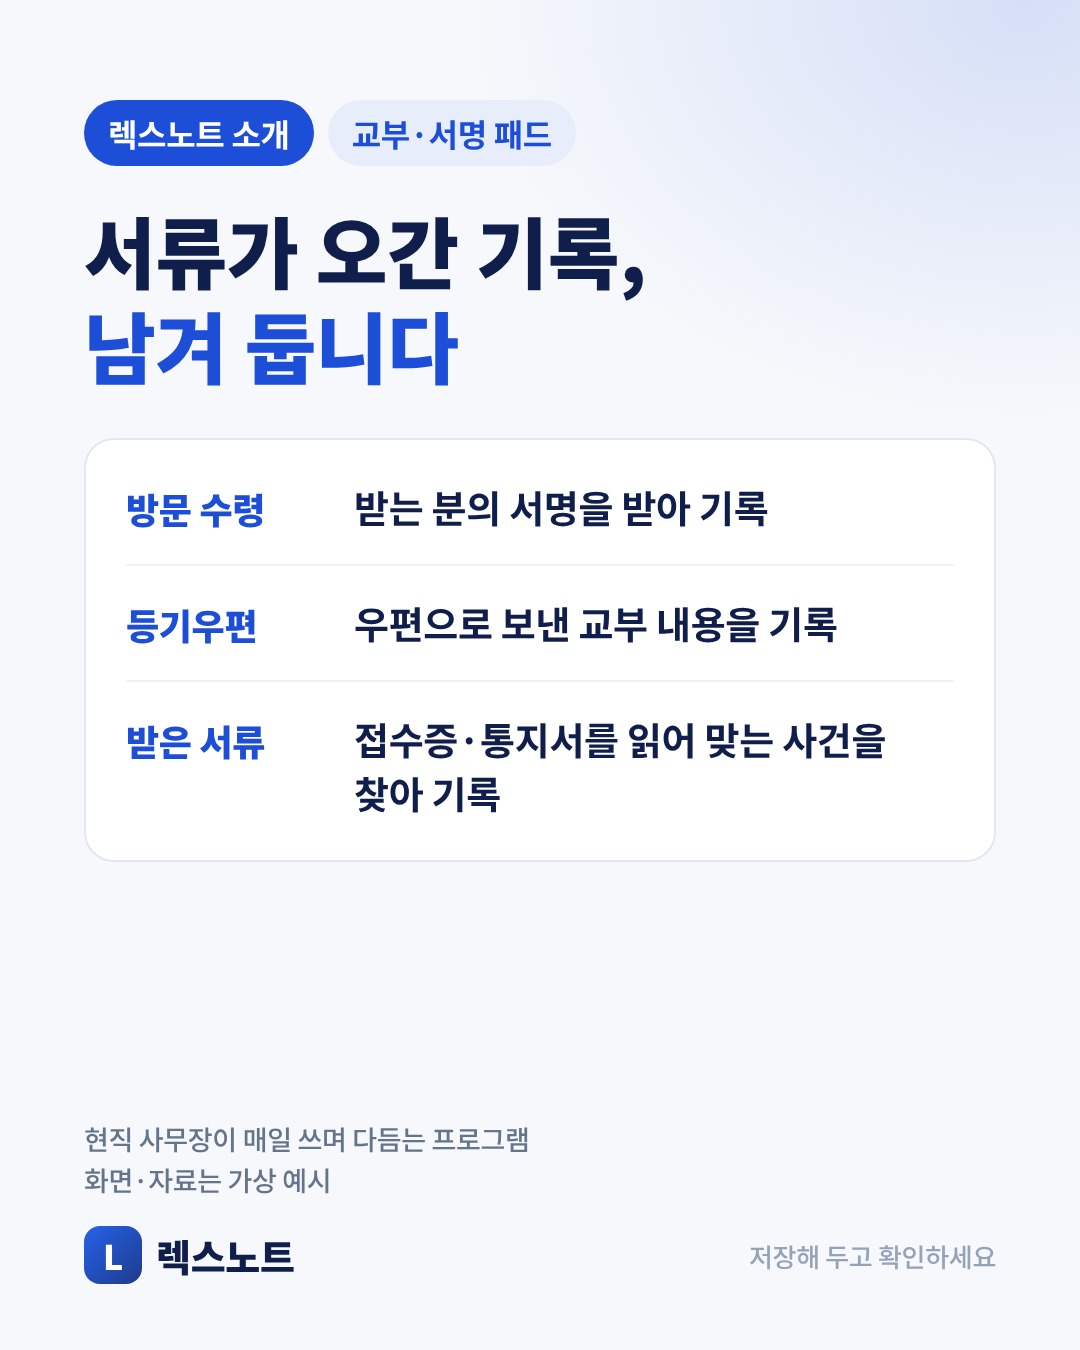 렉스노트 소개
교부·서명 패드
서류가 오간 기록,
남겨 둡니다
방문 수령
받는 분의 서명을 받아 기록
등기우편
우편으로 보낸 교부 내용을 기록
받은 서류
접수증·통지서를 읽어 맞는 사건을
찾아 기록
현직 사무장이 매일 쓰며 다듬는 프로그램
화면·자료는 가상 예시
L 렉스노트
저장해 두고 확인하세요